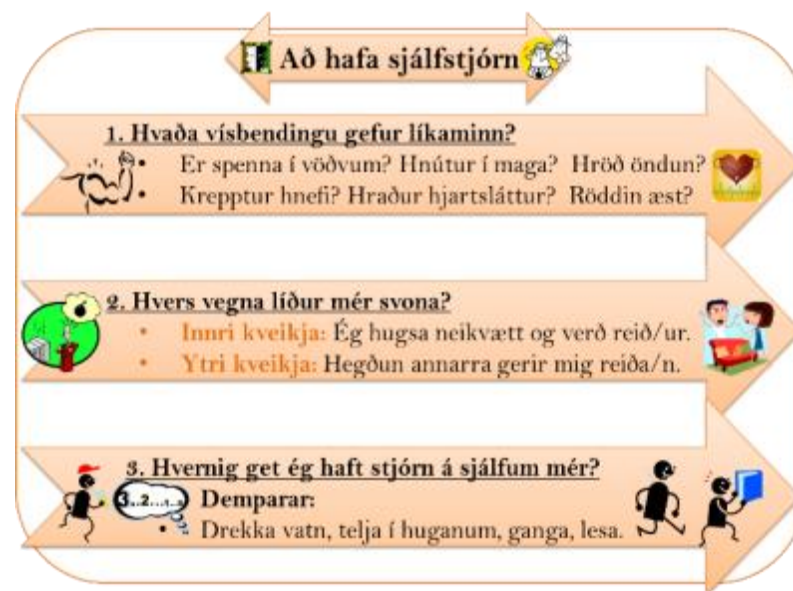 Að hafa sjálfstjórn
1. Hvaða vísbendingu gefur líkaminn?
• Er spenna í vöðvum? Hnútur í maga? Hröð öndun?
• Krepptur hnefi? Hraður hjartsláttur? Röddin æst?
2. Hvers vegna líður mér svona?
• Innri kveikja: Ég hugsa neikvætt og verð reið/ur.
• Ytri kveikja: Hegðun annarra gerir mig reiða/n.
3. Hvernig get ég haft stjórn á sjálfum mér?
3..2...1...
Demparar:
• Drekka vatn, telja í huganum, ganga, lesa.